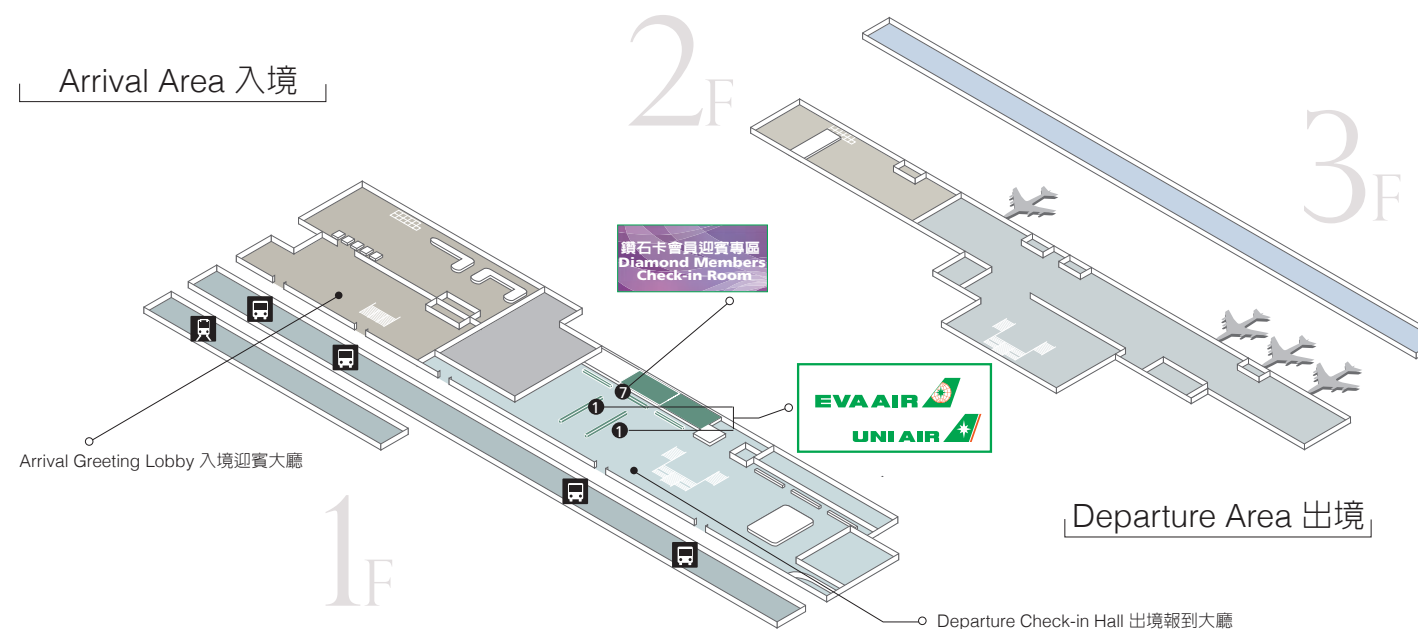 Arrival Area 入境
2F
3F
鑽石卡會員迎賓專區
Diamond Members
Check-in Room
7
1
1
EVA AIR
UNI AIR
Arrival Greeting Lobby 入境迎賓大廳
1F
Departure Area 出境
Departure Check-in Hall 出境報到大廳